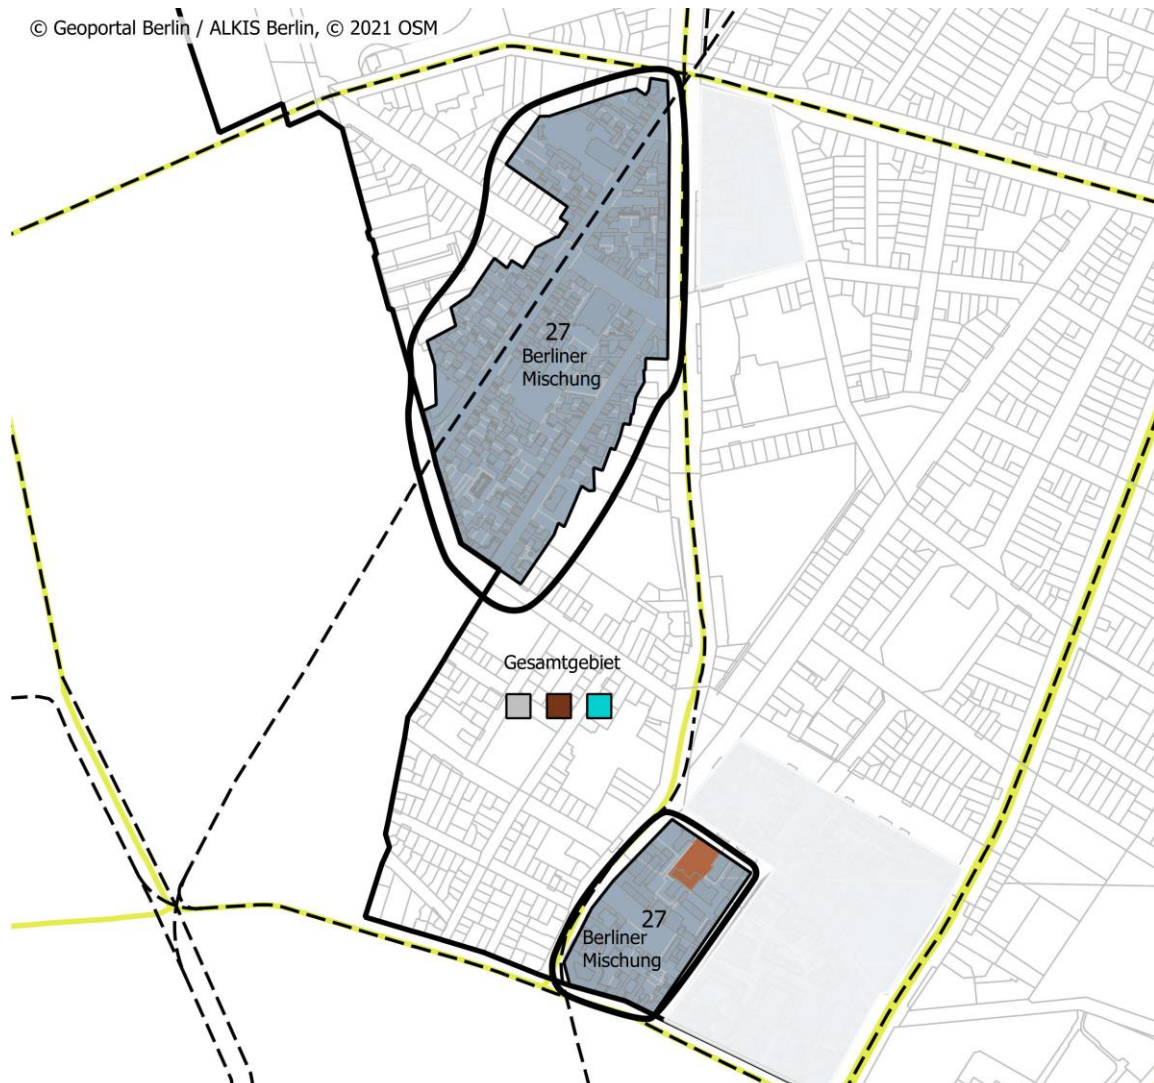 © Geoportal Berlin / ALKIS Berlin, © 2021 OSM
27
Berliner
Mischung
Gesamtgebiet
27
Berliner
Mischung